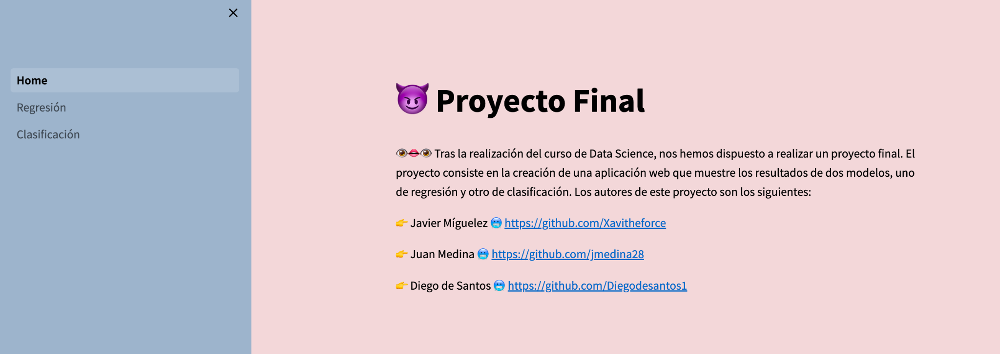 Home
Regresión
Clasificación
😈 Proyecto Final
👁👄👁 Tras la realización del curso de Data Science, nos hemos dispuesto a realizar un proyecto final. El
proyecto consiste en la creación de una aplicación web que muestre los resultados de dos modelos, uno
de regresión y otro de clasificación. Los autores de este proyecto son los siguientes:
👉 Javier Míguelez 🥶 https://github.com/Xavitheforce
👉 Juan Medina 🥶 https://github.com/jmedina28
👉 Diego de Santos 🥶 https://github.com/Diegodesantos1